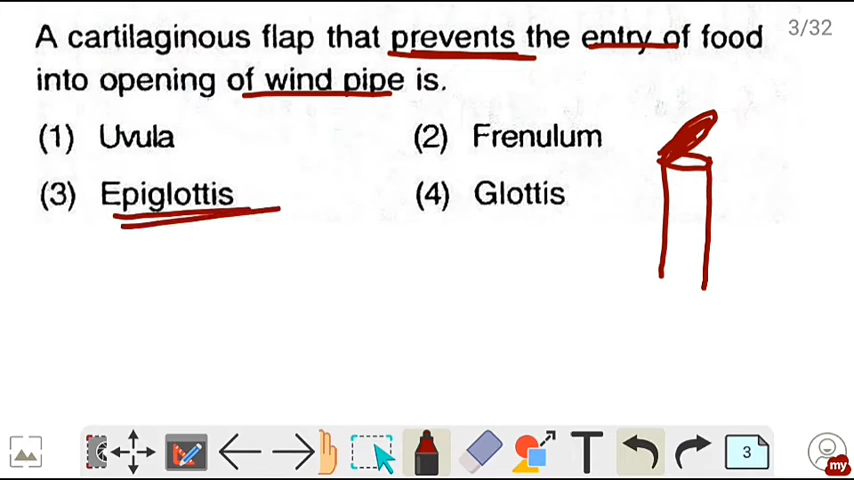 A cartilaginous flap that prevents the entry of food
3/32
into opening of wind pipe is.
(1) Uvula (2) Frenulum
(3) Epiglottis (4) Glottis
T
3
my